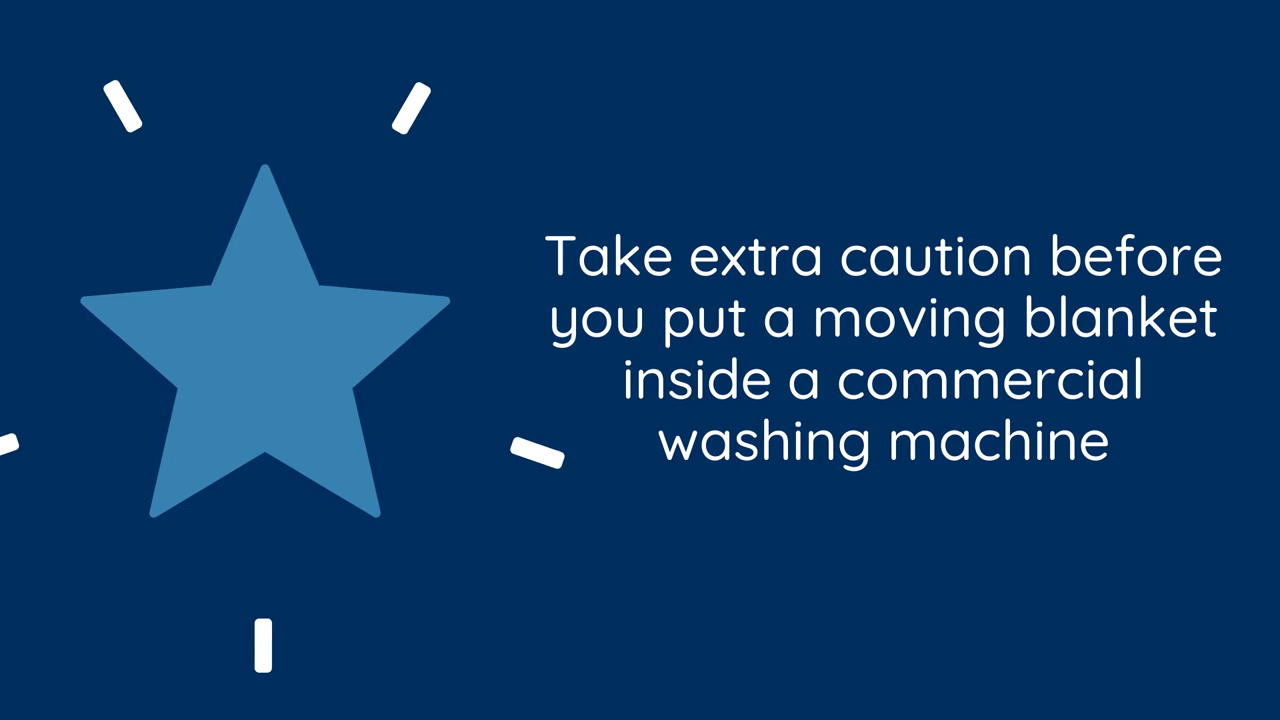 Take extra caution before
you put a moving blanket
inside a commercial
washing machine